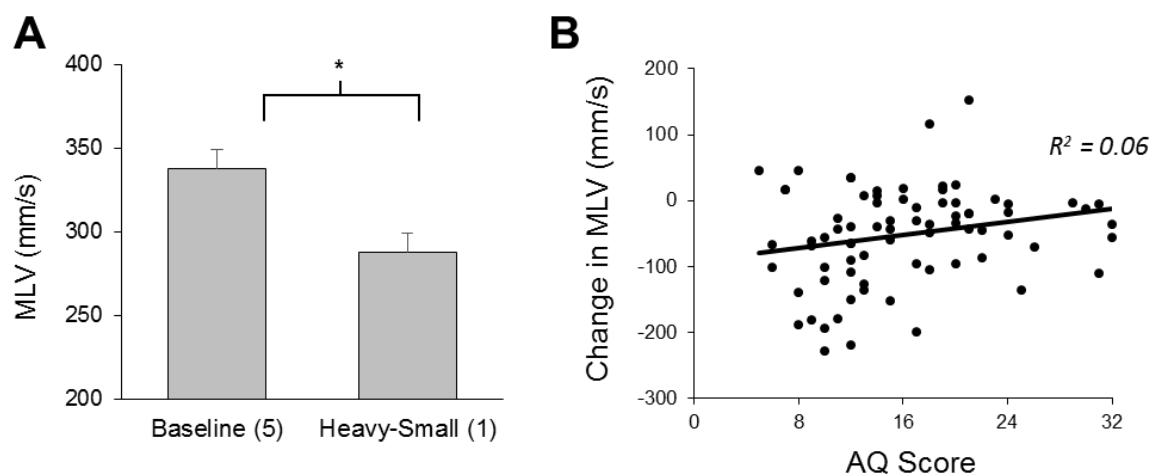 A
MLV (mm/s)
400
350
300
250
200
*
Baseline (5)
Heavy-Small (1)
B
Change in MLV (mm/s)
200
100
0
-100
-200
-300
R² = 0.06
0
8
16
24
32
AQ Score